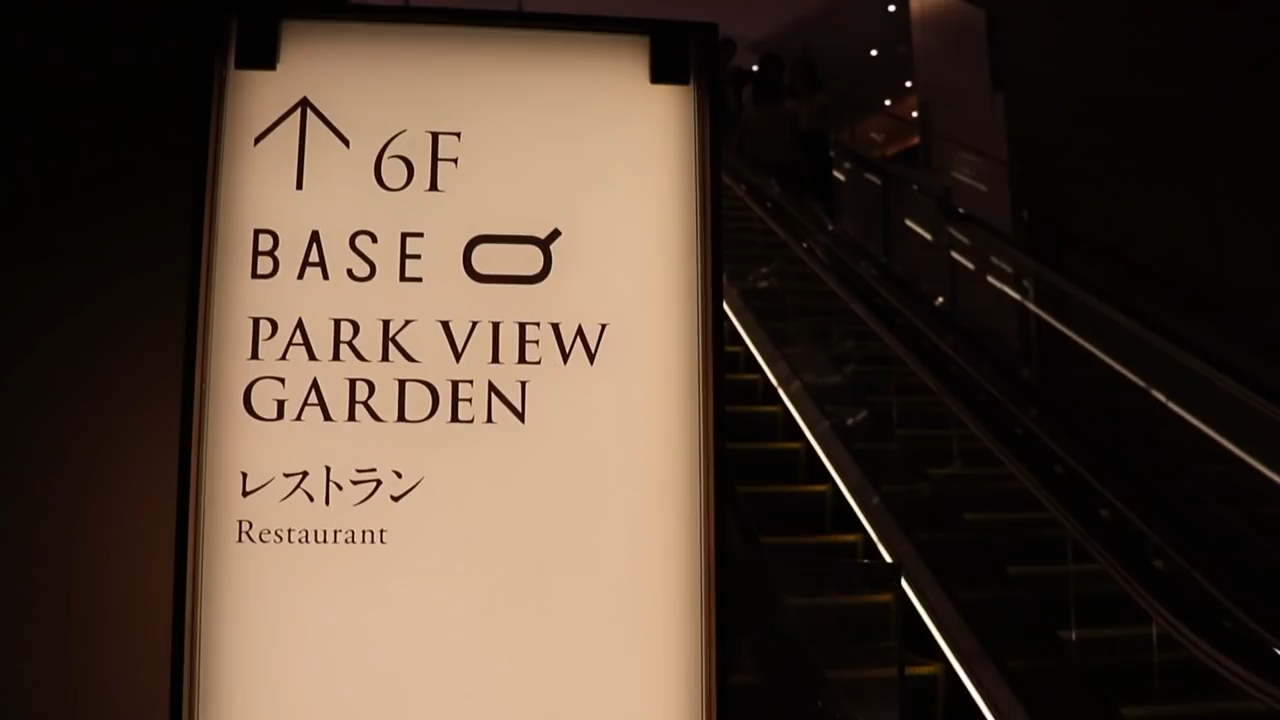 ↑ 6F
BASE Q
PARK VIEW
GARDEN
レストラン
Restaurant